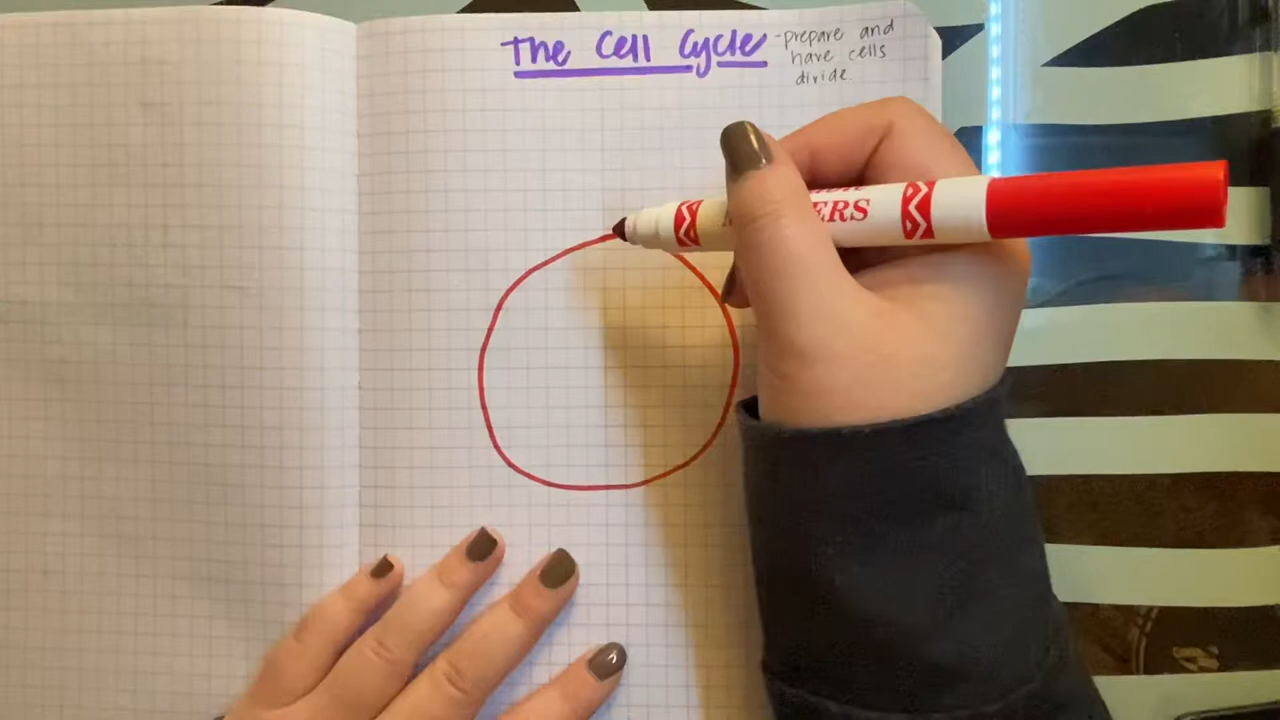 The Cell Cycle
-prepare and
have cells
divide.
ERS